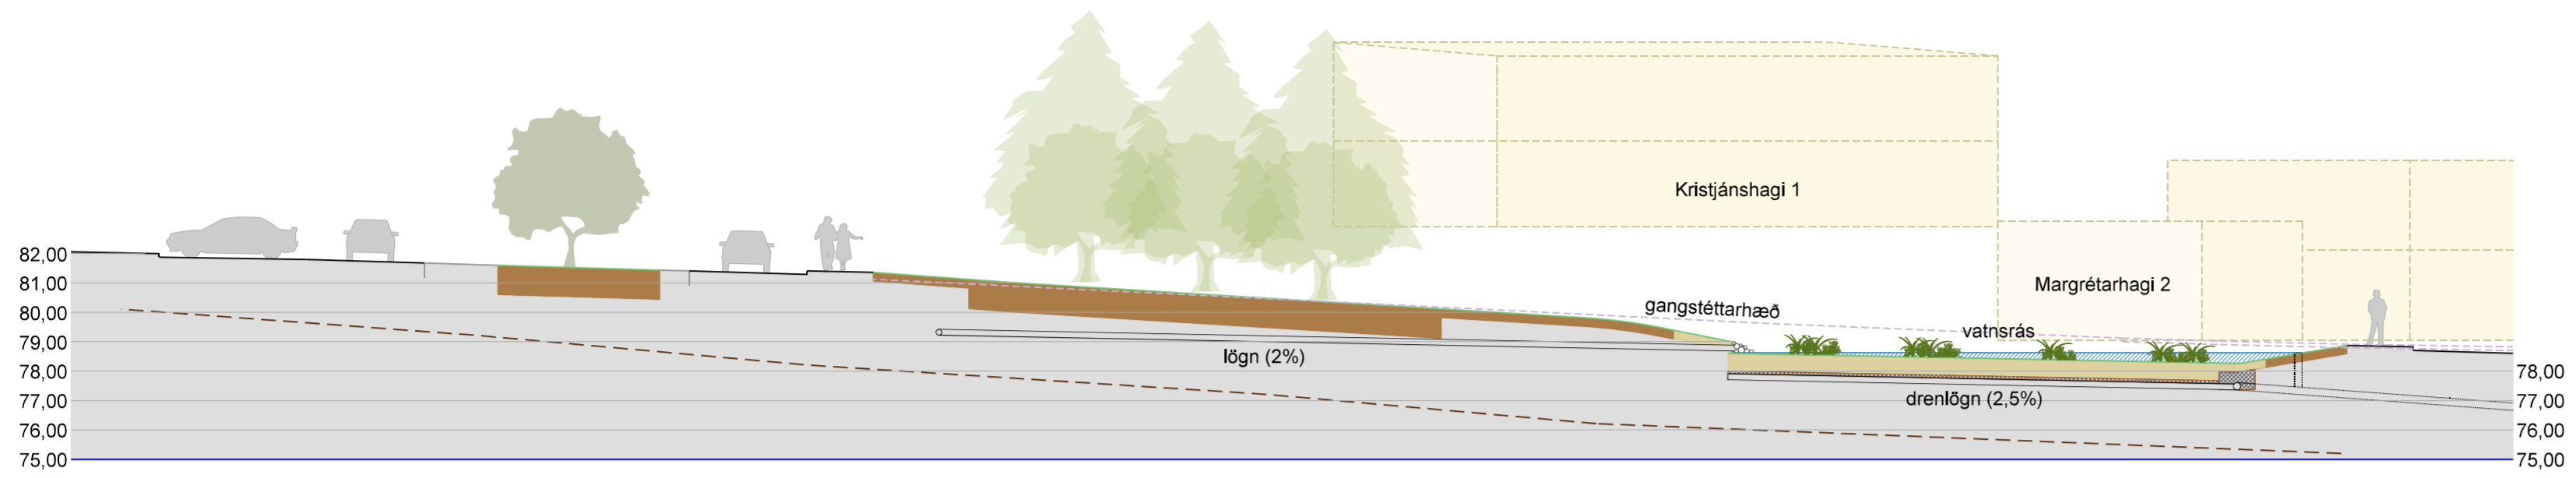 Kristjánshagi 1
82,00
81,00
80,00
79,00
78,00
77,00
76,00
75,00
Margrétarhagi 2
gangstéttarhæð
vatnsrás
lögn (2%)
drenlögn (2,5%)
78,00
77,00
76,00
75,00